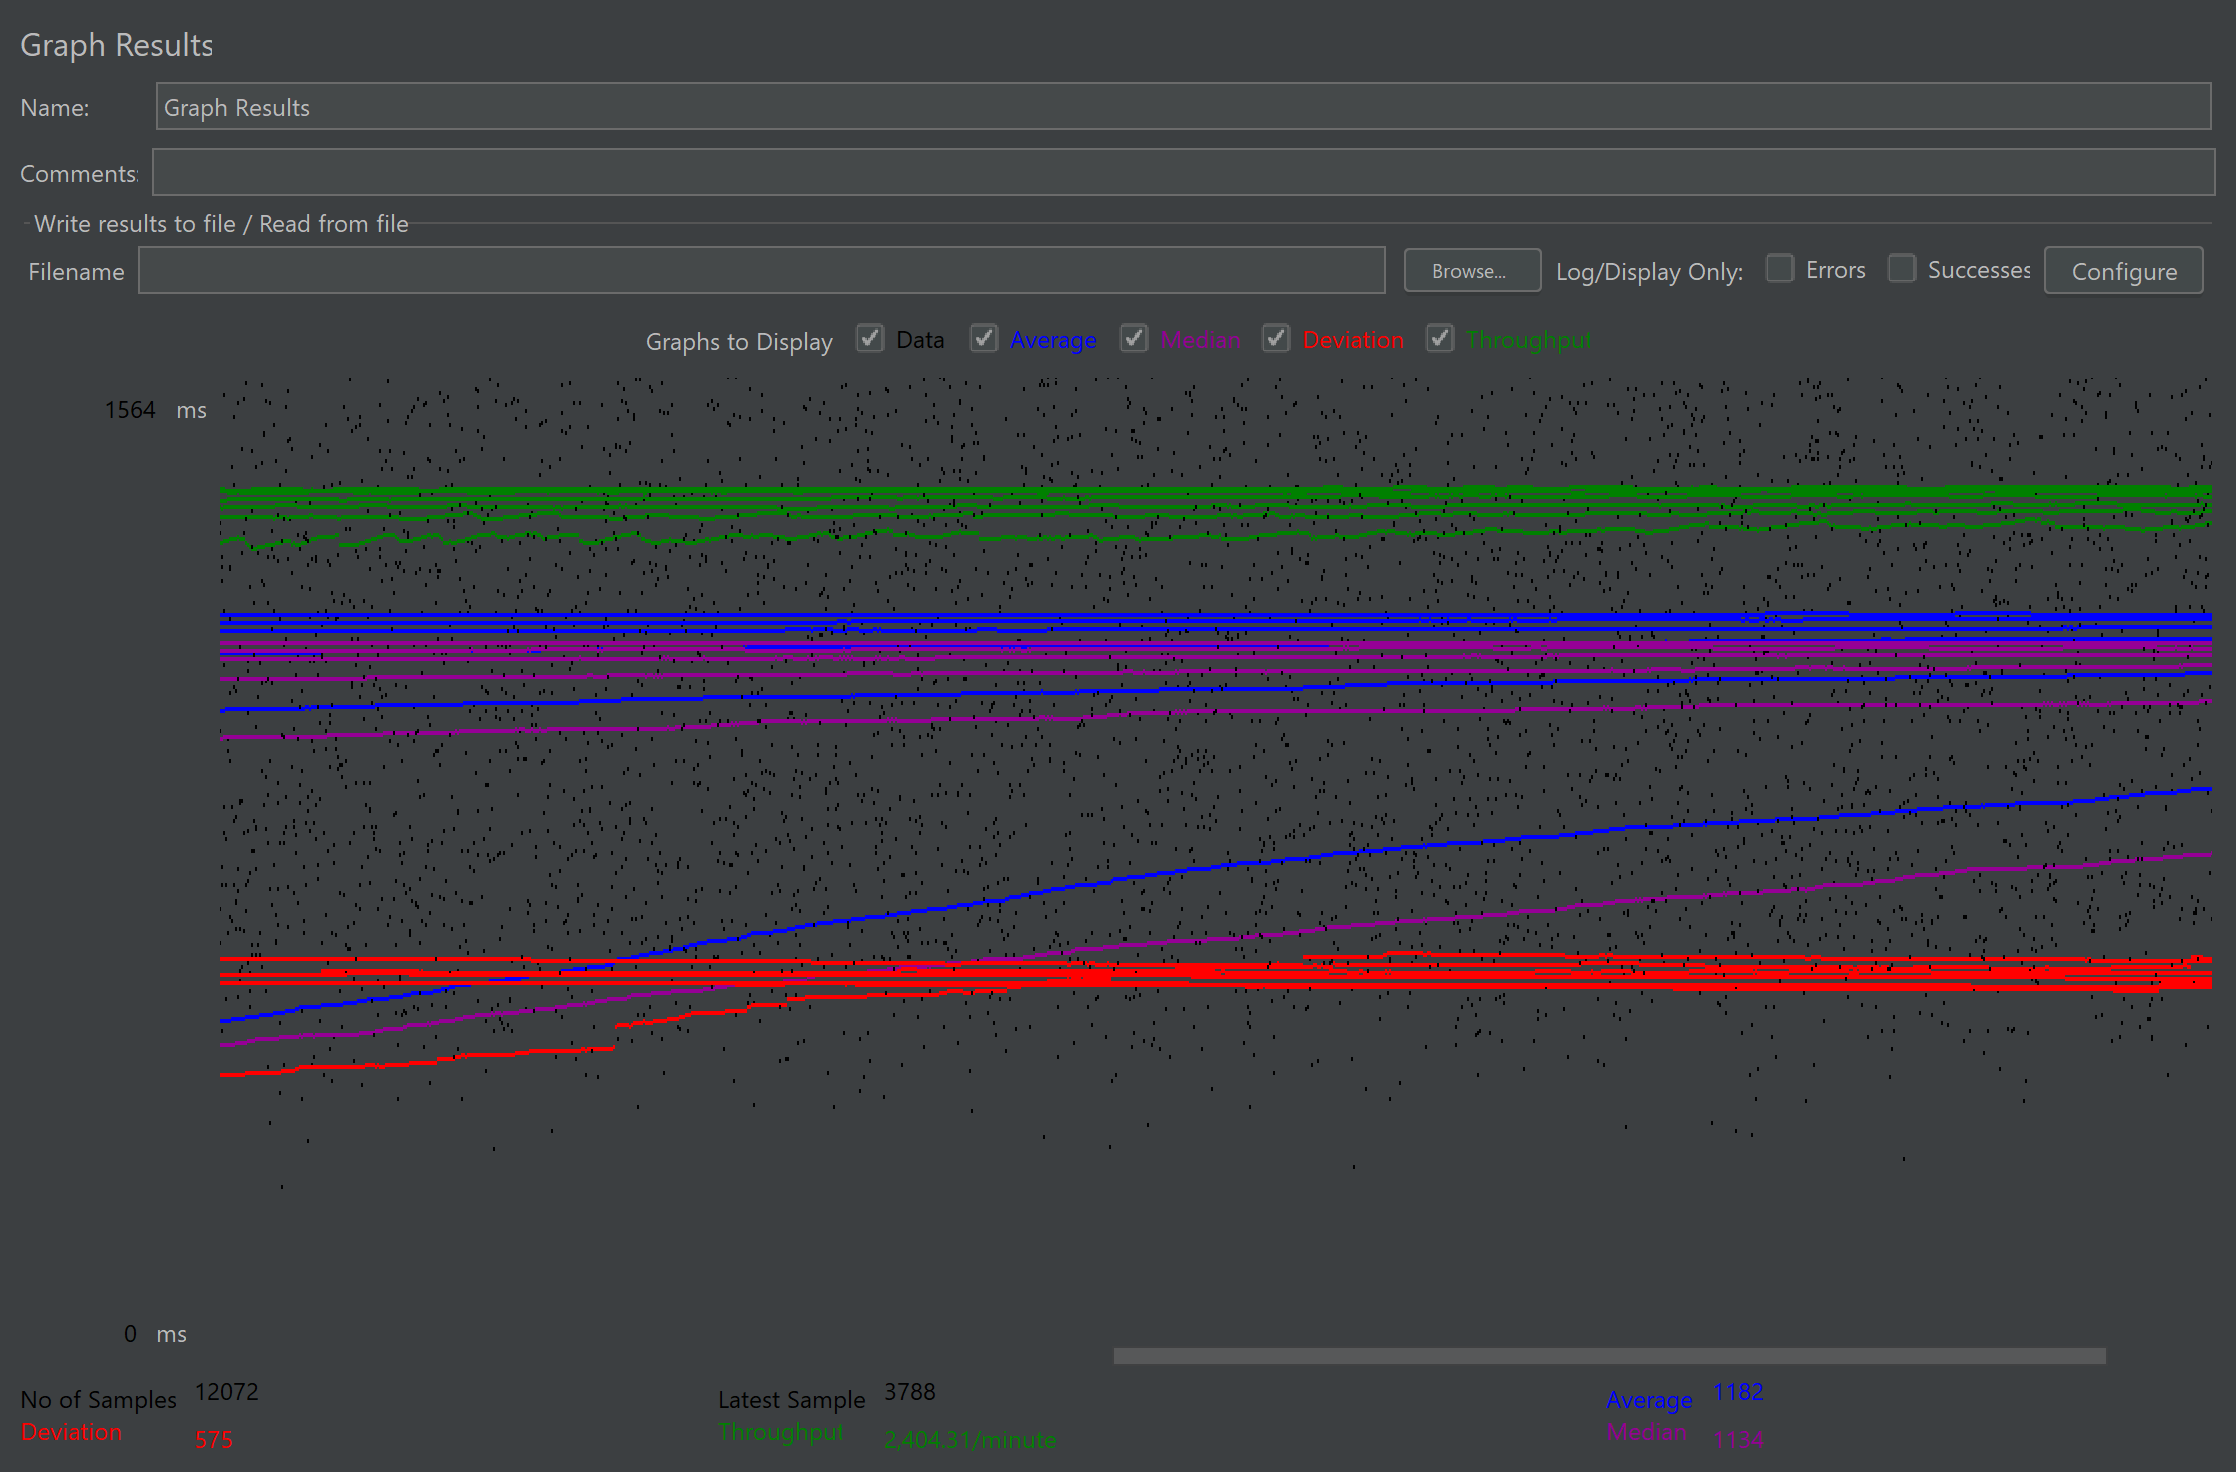 Graph Results
Name: Graph Results
Comments:
Write results to file / Read from file
Filename Browse... Log/Display Only: Errors Successes Configure
Graphs to Display Data Average Median Deviation Throughput
1564 ms
0 ms
No of Samples 12072 Latest Sample 3788 Average 1182
Deviation 575 Throughput 2,404.31/minute Median 1134